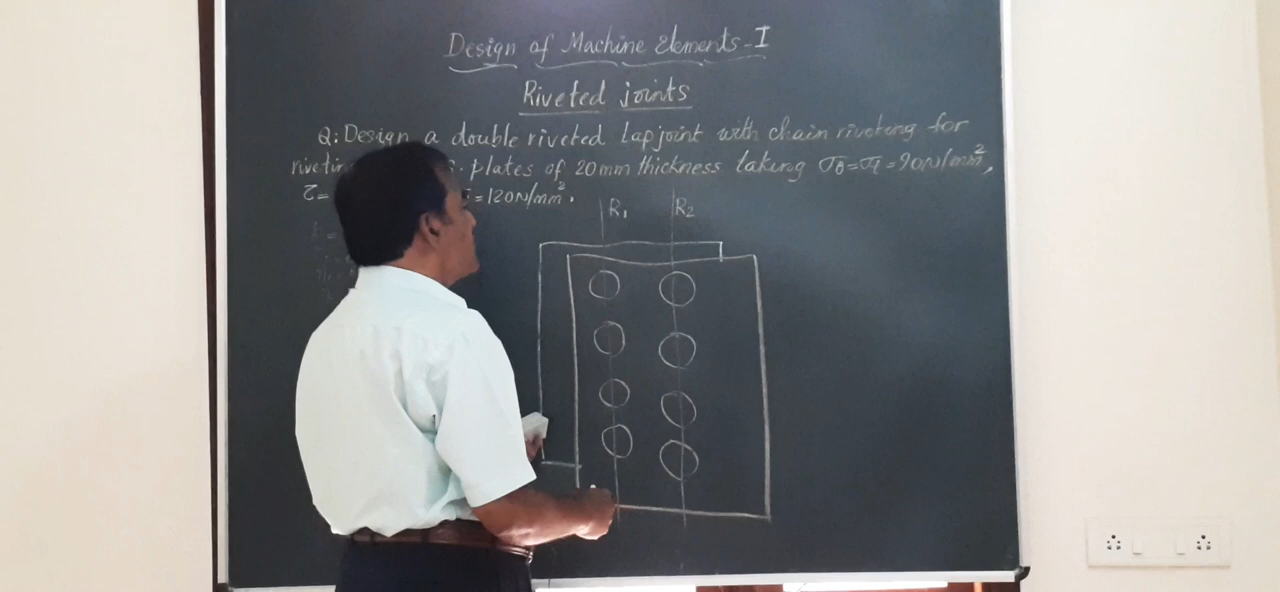 Design of Machine Elements-I
Riveted joints
Q: Design a double riveted Lap joint with chain riveting for
plates of 20mm thickness taking σ = σt = 90N/mm²,
τ = = 120N/mm².
R₁ R₂